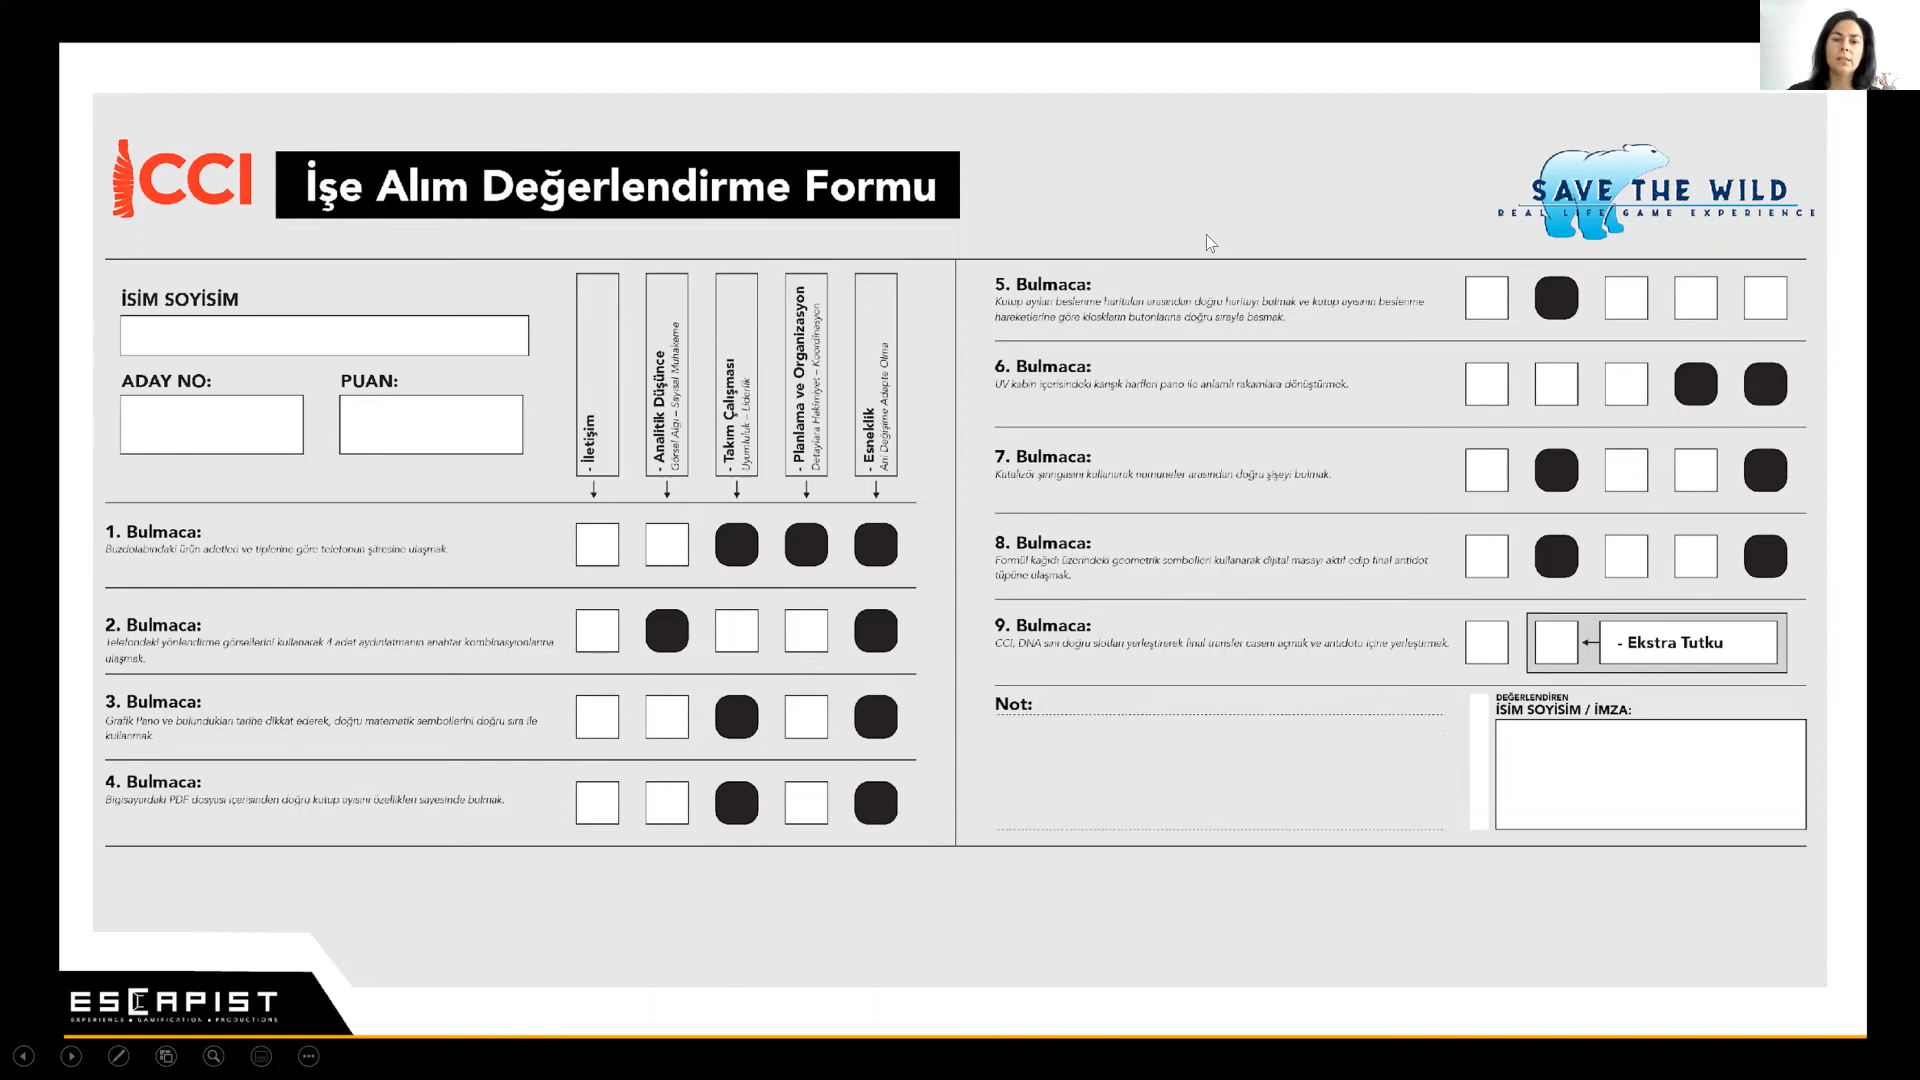 CCI
İşe Alım Değerlendirme Formu
SAVE THE WILD
REAL LIFE GAME EXPERIENCE
İSİM SOYİSİM
ADAY NO:
PUAN:
- İletişim
- Analitik Düşünce
Görsel Algı – Sayısal Muhakeme
- Takım Çalışması
Uyumluluk – Liderlik
- Planlama ve Organizasyon
Detaylara Hakimiyet – Koordinasyon
- Esneklik
Ani Değişime Adapte Olma
1. Bulmaca:
Buzdolabındaki ürün adetleri ve tiplerine göre telefonun şifresine ulaşmak.
2. Bulmaca:
Telefondaki yönlendirme görsellerini kullanarak 4 adet aydınlatmanın anahtar kombinasyonlarına
ulaşmak.
3. Bulmaca:
Grafik Pano ve bulundukları tarihe dikkat ederek, doğru matematik sembollerini doğru sıra ile
kullanmak.
4. Bulmaca:
Bigisayardaki PDF dosyası içerisinden doğru kutup ayısını özellikleri sayesinde bulmak.
5. Bulmaca:
Kutup ayıları beslenme haritaları arasından doğru haritayı bulmak ve kutup ayısının beslenme
hareketlerine göre kioskların butonlarına doğru sırayla basmak.
6. Bulmaca:
UV kabin içerisindeki karışık harfleri pano ile anlamlı rakamlara dönüştürmek.
7. Bulmaca:
Katalizör şırıngasını kullanarak numuneler arasından doğru şişeyi bulmak.
8. Bulmaca:
Formül kağıdı üzerindeki geometrik sembolleri kullanarak dijital masayı aktif edip final antidot
tüpüne ulaşmak.
9. Bulmaca:
CCI, DNA sını doğru slotları yerleştirerek final transfer caseni açmak ve antidotu içine yerleştirmek.
- Ekstra Tutku
Not:
DEĞERLENDİREN
İSİM SOYİSİM / İMZA:
ESCAPIST
EXPERIENCE • GAMIFICATION • PRODUCTIONS